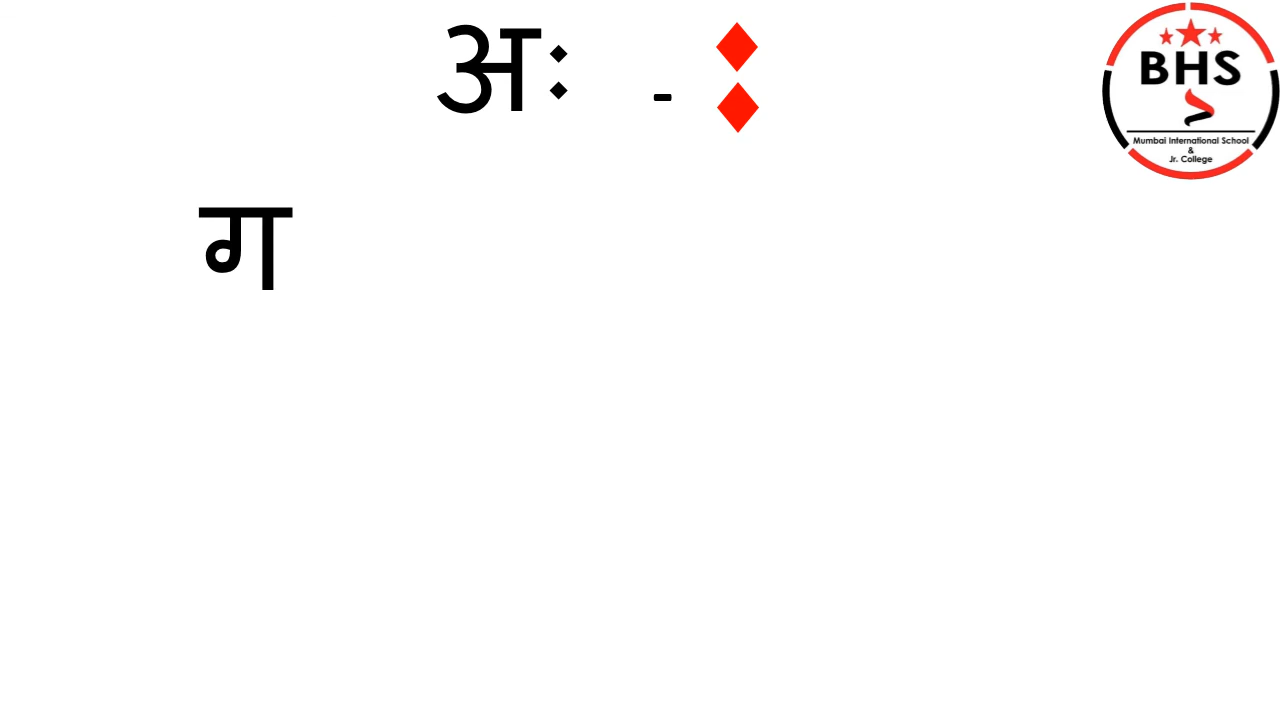 अः - ः
BHS
Mumbai International School
&
Jr. College
ग